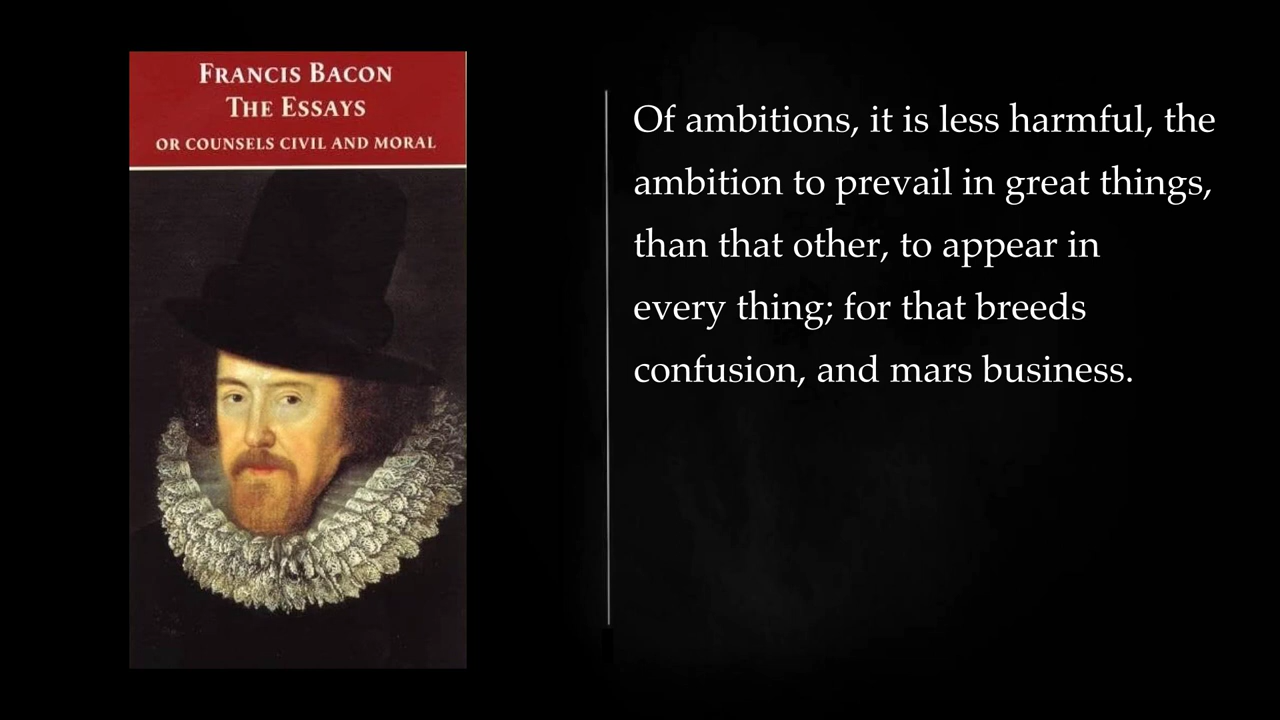 FRANCIS BACON
THE ESSAYS
OR COUNSELS CIVIL AND MORAL
Of ambitions, it is less harmful, the
ambition to prevail in great things,
than that other, to appear in
every thing; for that breeds
confusion, and mars business.